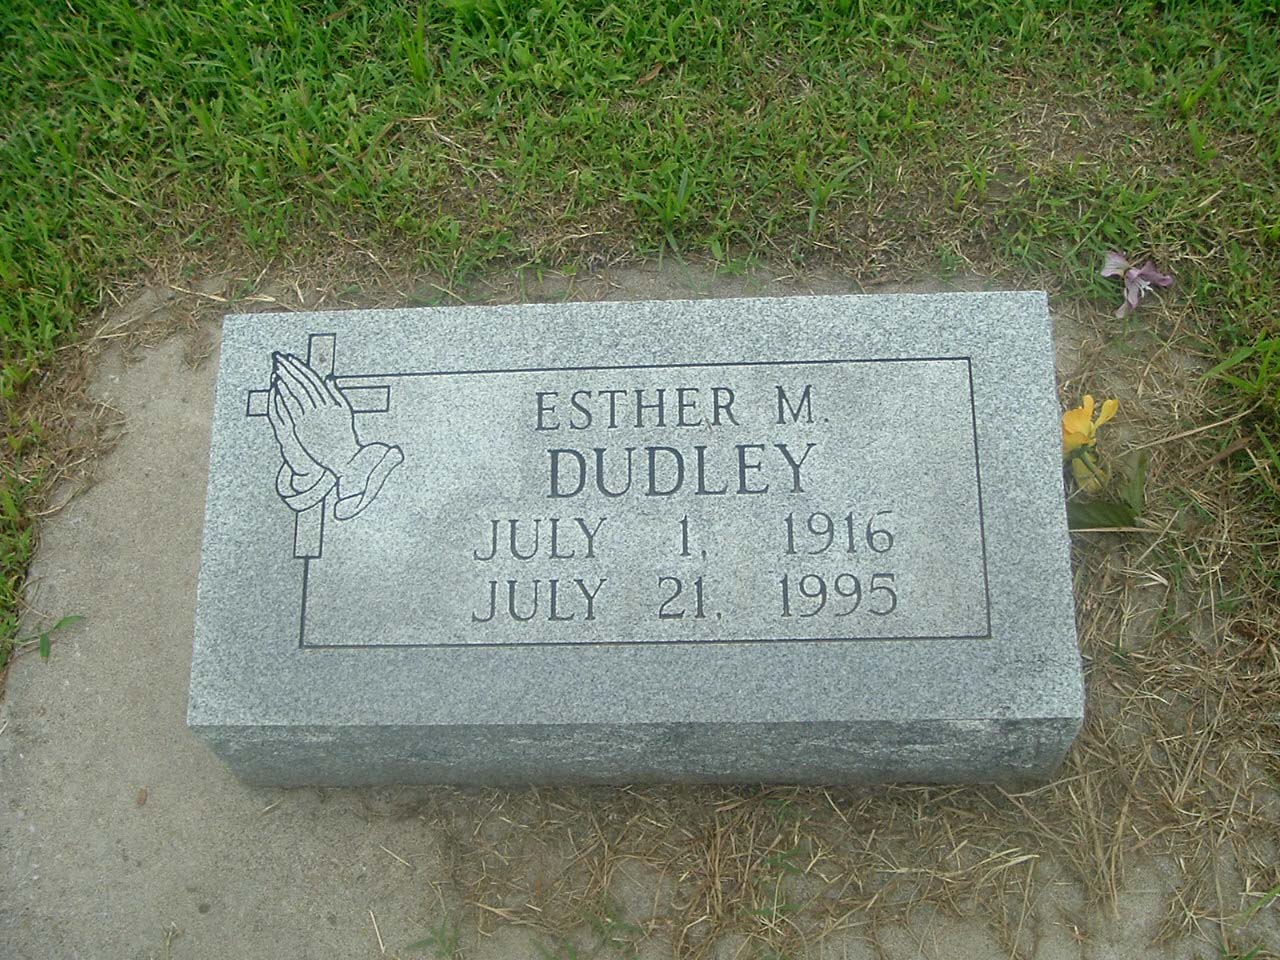 ESTHER M.
DUDLEY
JULY 1, 1916
JULY 21, 1995